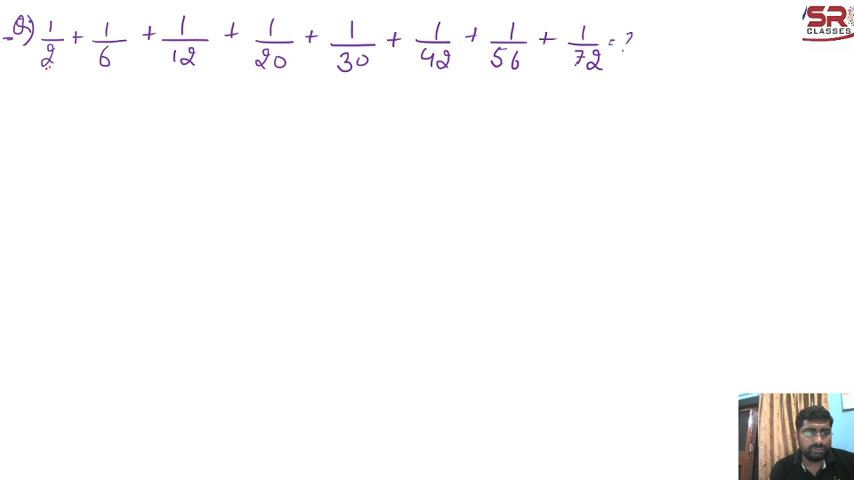 Q) 1/2 + 1/6 + 1/12 + 1/20 + 1/30 + 1/42 + 1/56 + 1/72 = ?
SR
CLASSES